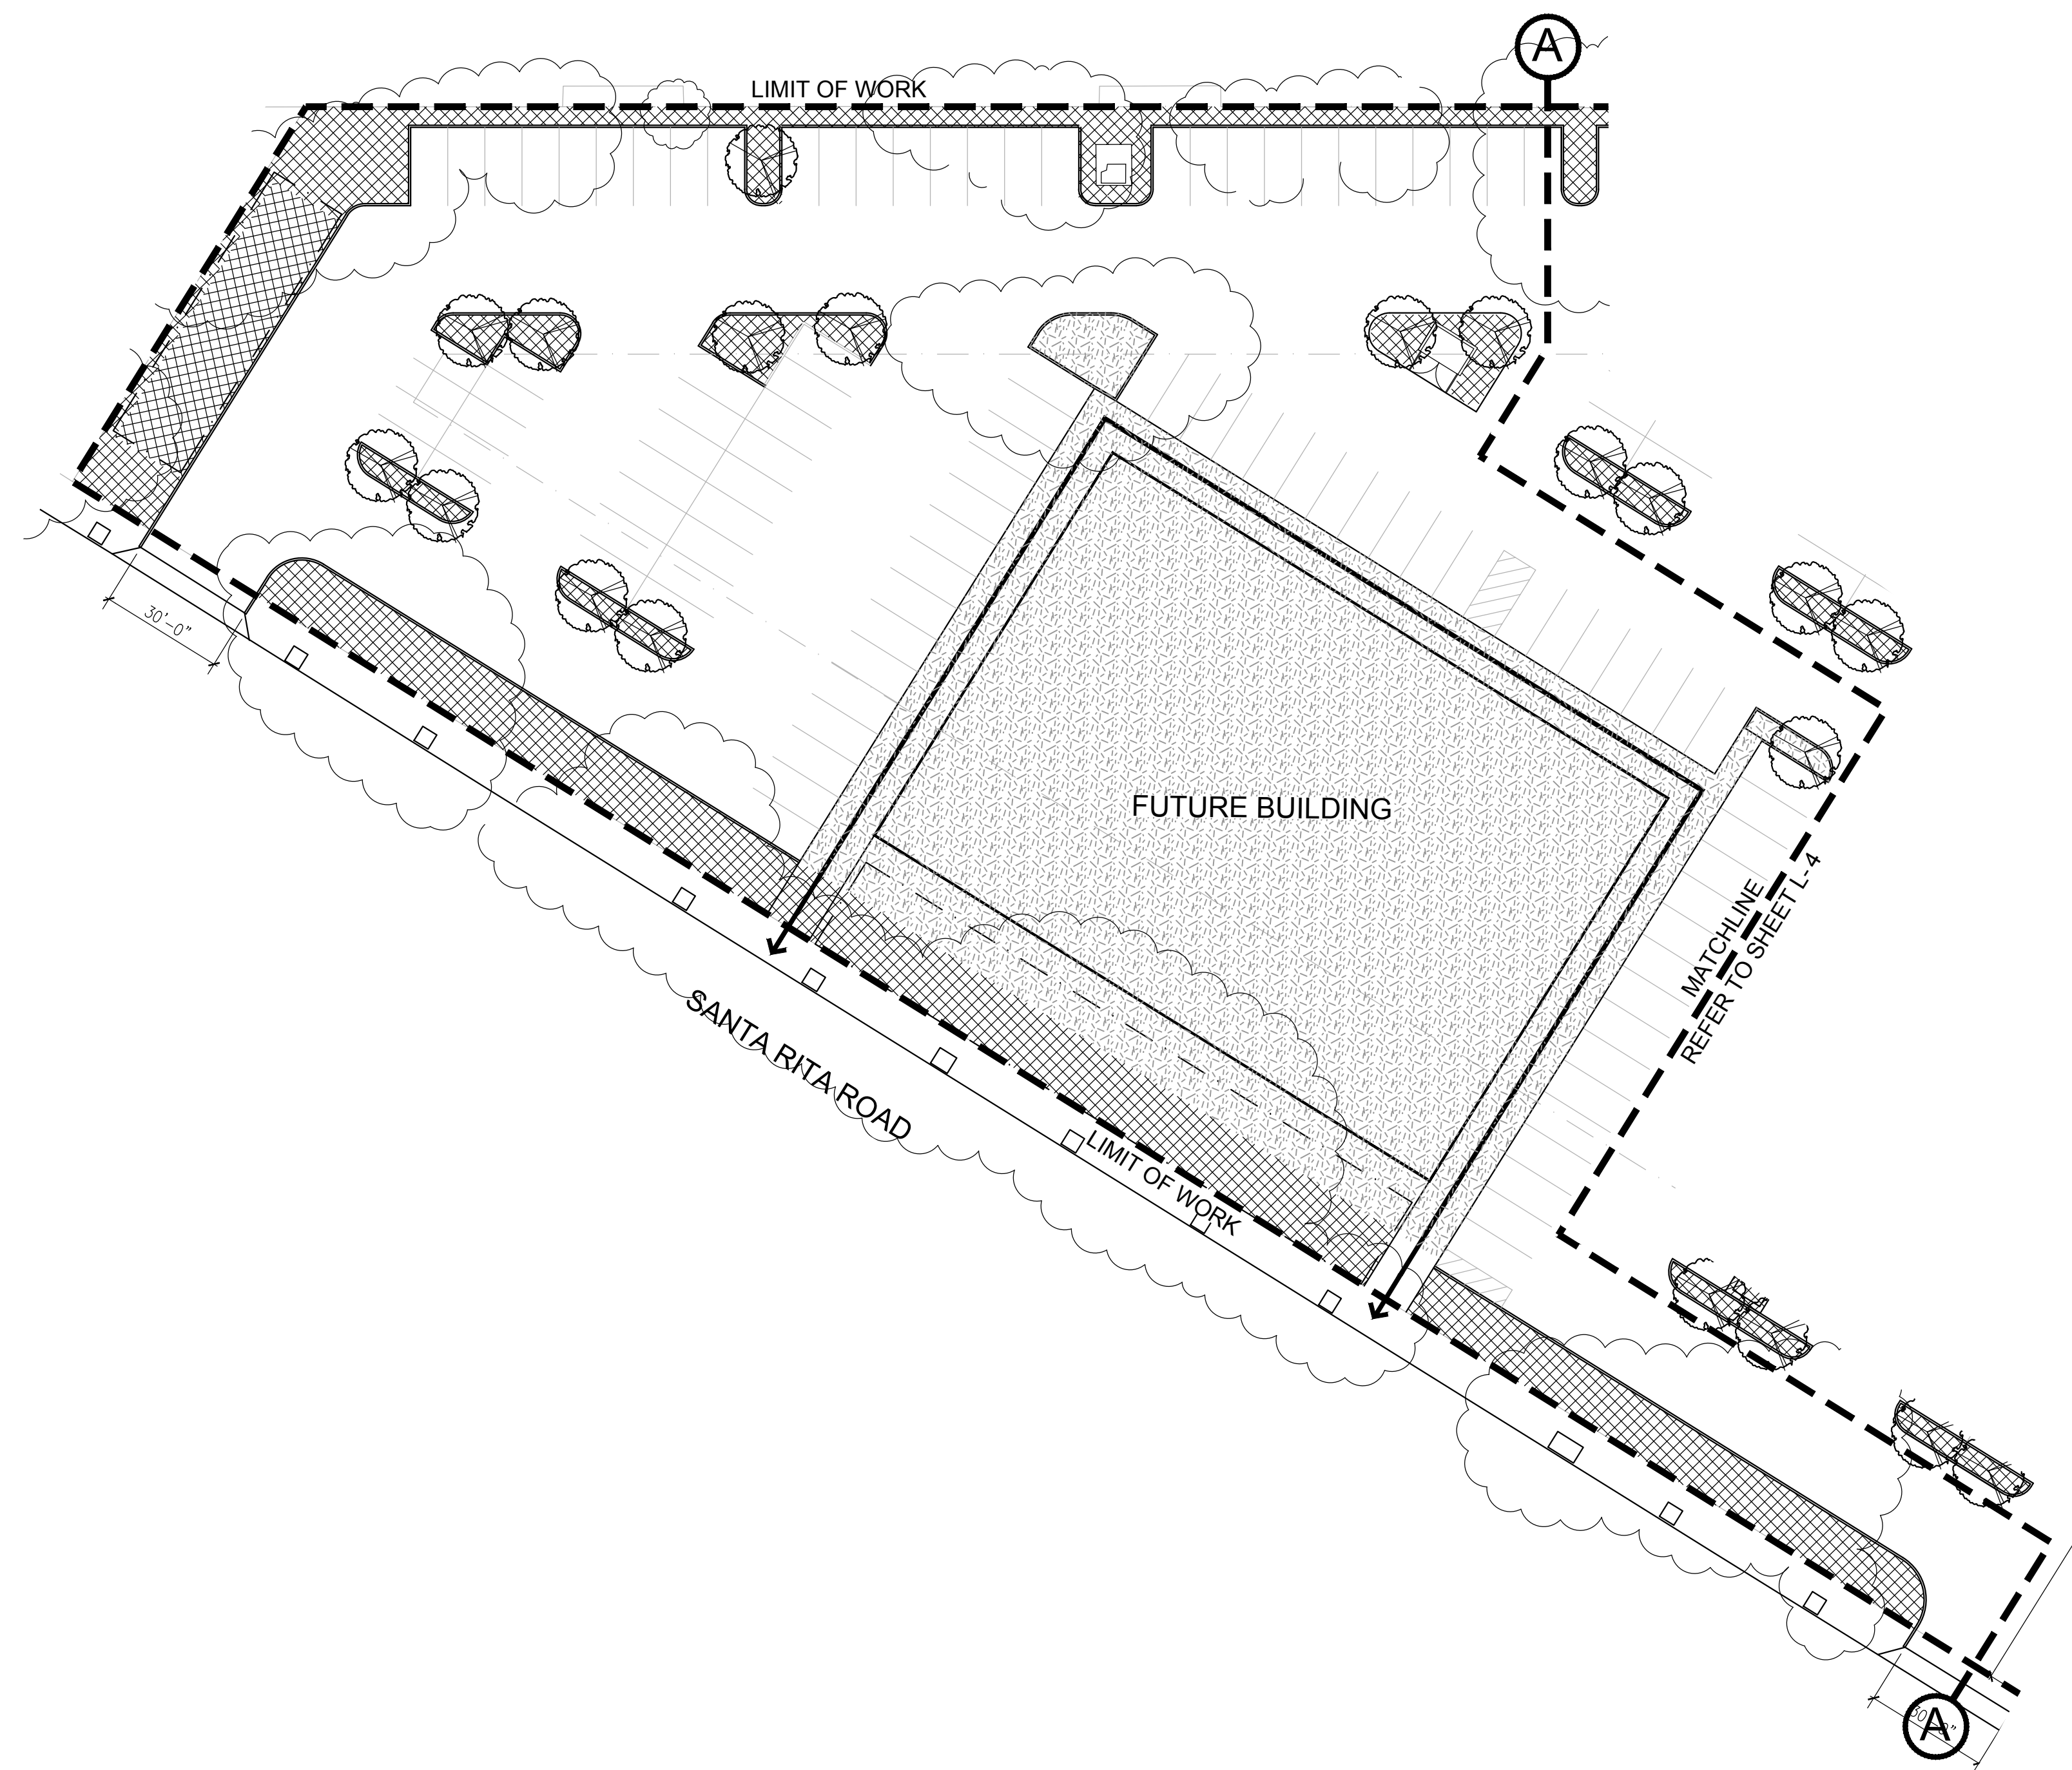 A
LIMIT OF WORK
30'-0"
FUTURE BUILDING
MATCHLINE
REFER TO SHEET L-4
SANTA RITA ROAD
LIMIT OF WORK
A